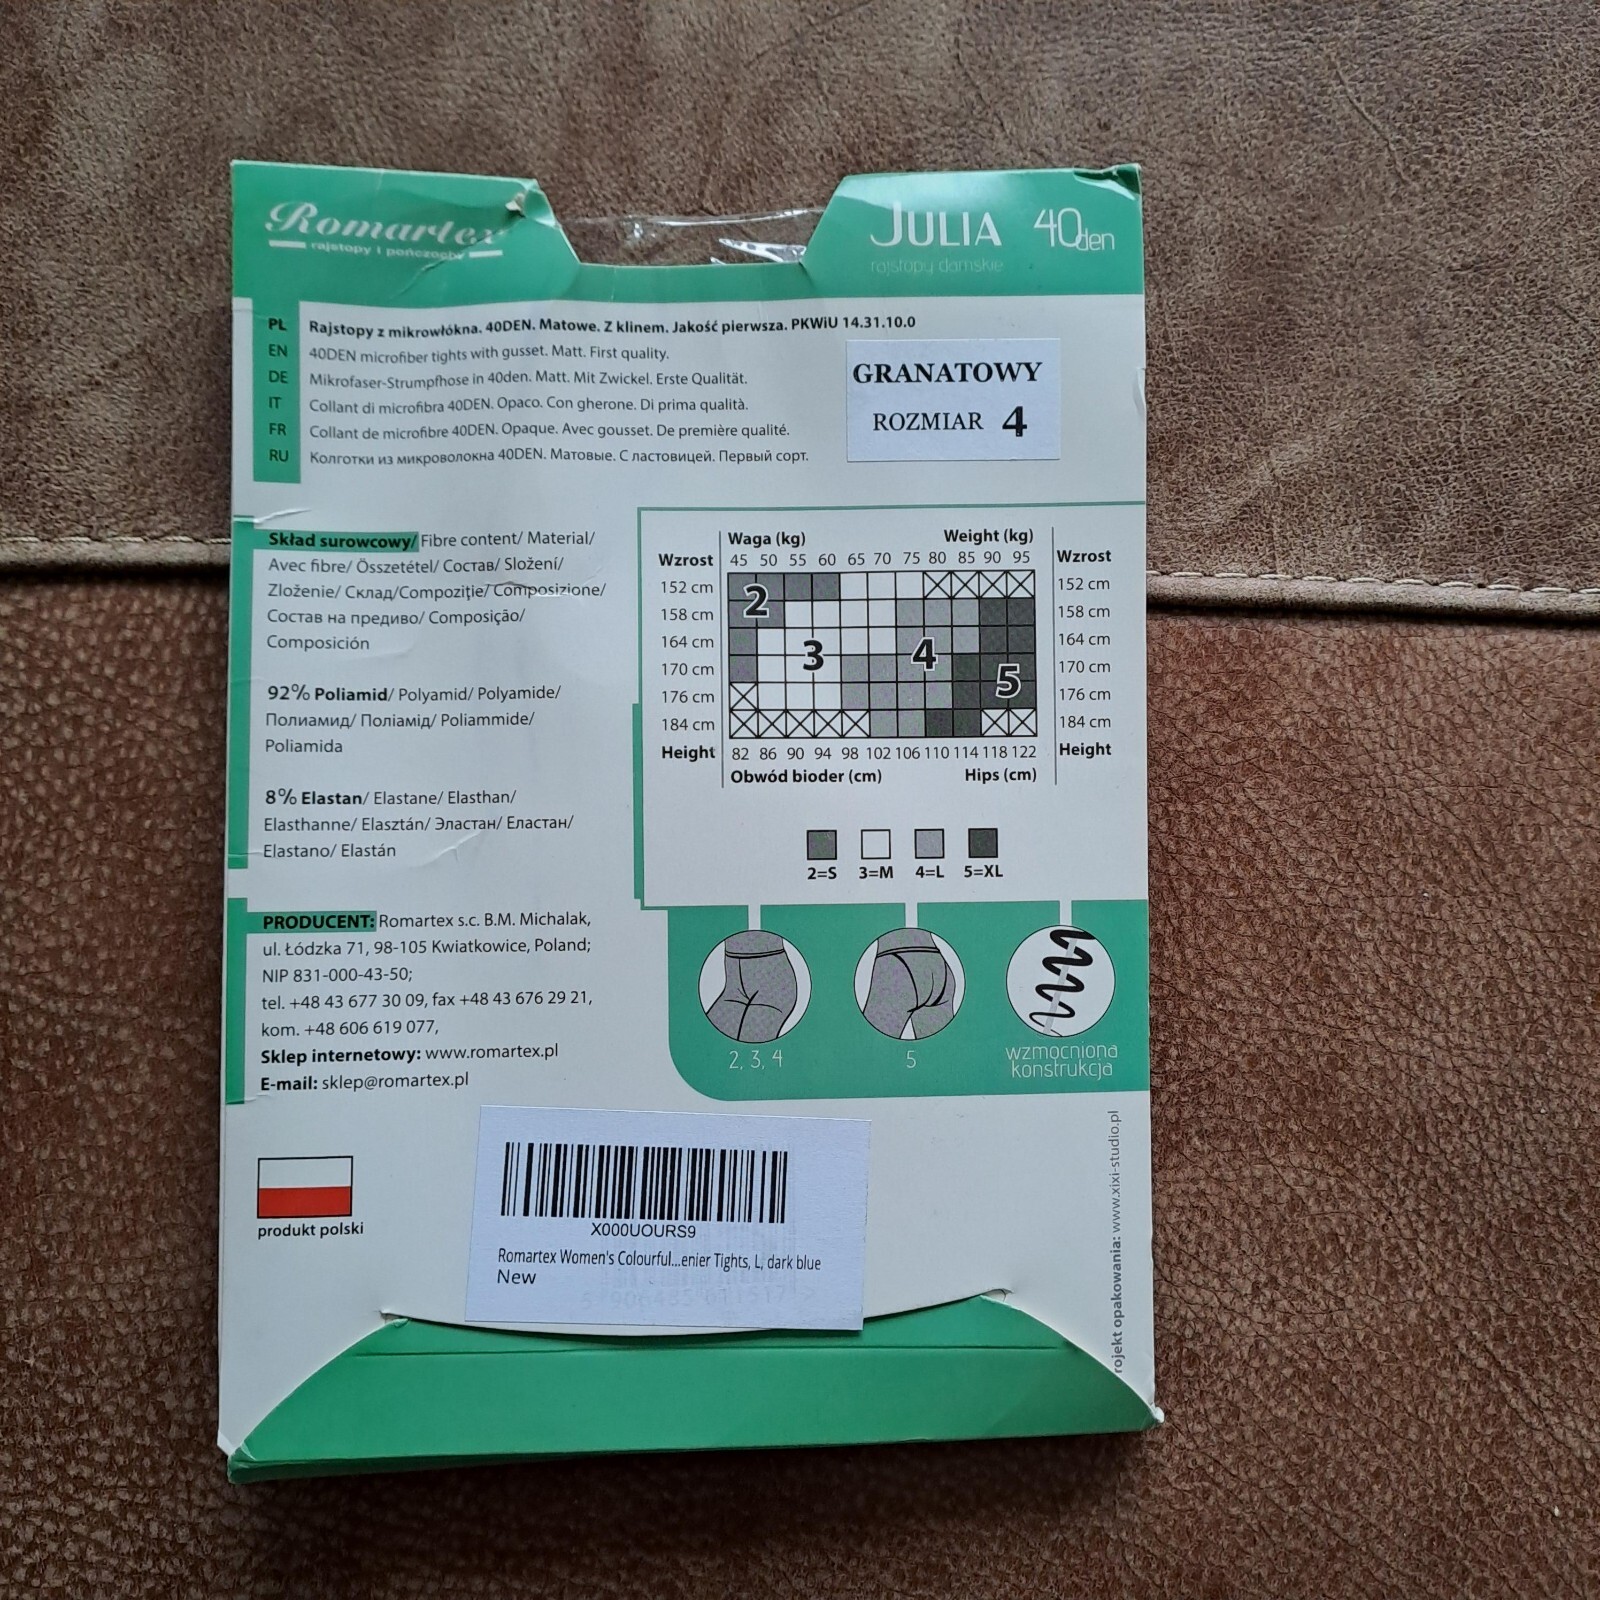 Romartex
rajstopy i pończochy
JULIA 40den
rajstopy damskie
PL Rajstopy z mikrowłókna. 40DEN. Matowe. Z klinem. Jakość pierwsza. PKWiU 14.31.10.0
EN 40DEN microfiber tights with gusset. Matt. First quality.
DE Mikrofaser-Strumpfhose in 40den. Matt. Mit Zwickel. Erste Qualität.
IT Collant di microfibra 40DEN. Opaco. Con gherone. Di prima qualità.
FR Collant de microfibre 40DEN. Opaque. Avec gousset. De première qualité.
RU Колготки из микроволокна 40DEN. Матовые. С ластовицей. Первый сорт.
GRANATOWY
ROZMIAR 4
Skład surowcowy/ Fibre content/ Material/
Avec fibre/ Összetétel/ Состав/ Složení/
Zloženie/ Склад/Compoziţie/ Composizione/
Состав на предиво/ Composição/
Composición
92% Poliamid/ Polyamid/ Polyamide/
Полиамид/ Поліамід/ Poliammide/
Poliamida
8% Elastan/ Elastane/ Elasthan/
Elasthanne/ Elasztán/ Эластан/ Еластан/
Elastano/ Elastán
PRODUCENT: Romartex s.c. B.M. Michalak,
ul. Łódzka 71, 98-105 Kwiatkowice, Poland;
NIP 831-000-43-50;
tel. +48 43 677 30 09, fax +48 43 676 29 21,
kom. +48 606 619 077,
Sklep internetowy: www.romartex.pl
E-mail: sklep@romartex.pl
Waga (kg) Weight (kg)
Wzrost 45 50 55 60 65 70 75 80 85 90 95 Wzrost
152 cm 152 cm
2
158 cm 158 cm
164 cm 164 cm
3 4
170 cm 170 cm
5
176 cm 176 cm
184 cm 184 cm
Height 82 86 90 94 98 102 106 110 114 118 122 Height
Obwód bioder (cm) Hips (cm)
2=S 3=M 4=L 5=XL
2, 3, 4 5 wzmocniona
konstrukcja
produkt polski
X000UOURS9
Romartex Women's Colourful...enier Tights, L, dark blue
New
5 906485 611517 >
rojekt opakowania: www.xixi-studio.pl